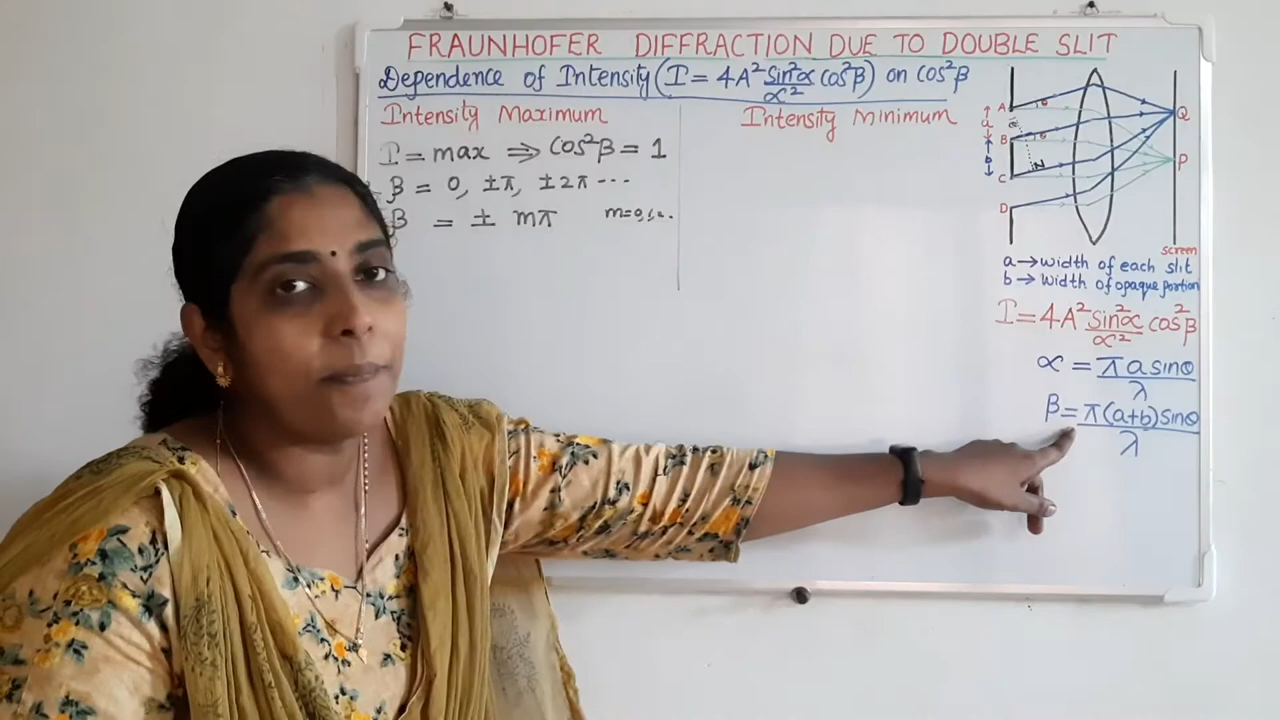 FRAUNHOFER DIFFRACTION DUE TO DOUBLE SLIT
Dependence of Intensity (I = 4A² sin²α/α² cos²β) on cos²β
Intensity Maximum
I = max ⇒ cos²β = 1
β = 0, ±π, ±2π ...
β = ± mπ m=0,1,..
Intensity Minimum
A
a
B
b
C
D
θ
θ
N
Q
P
screen
a → width of each slit
b → width of opaque portion
I = 4A² sin²α/α² cos²β
α = π a sinθ/λ
β = π(a+b) sinθ/λ